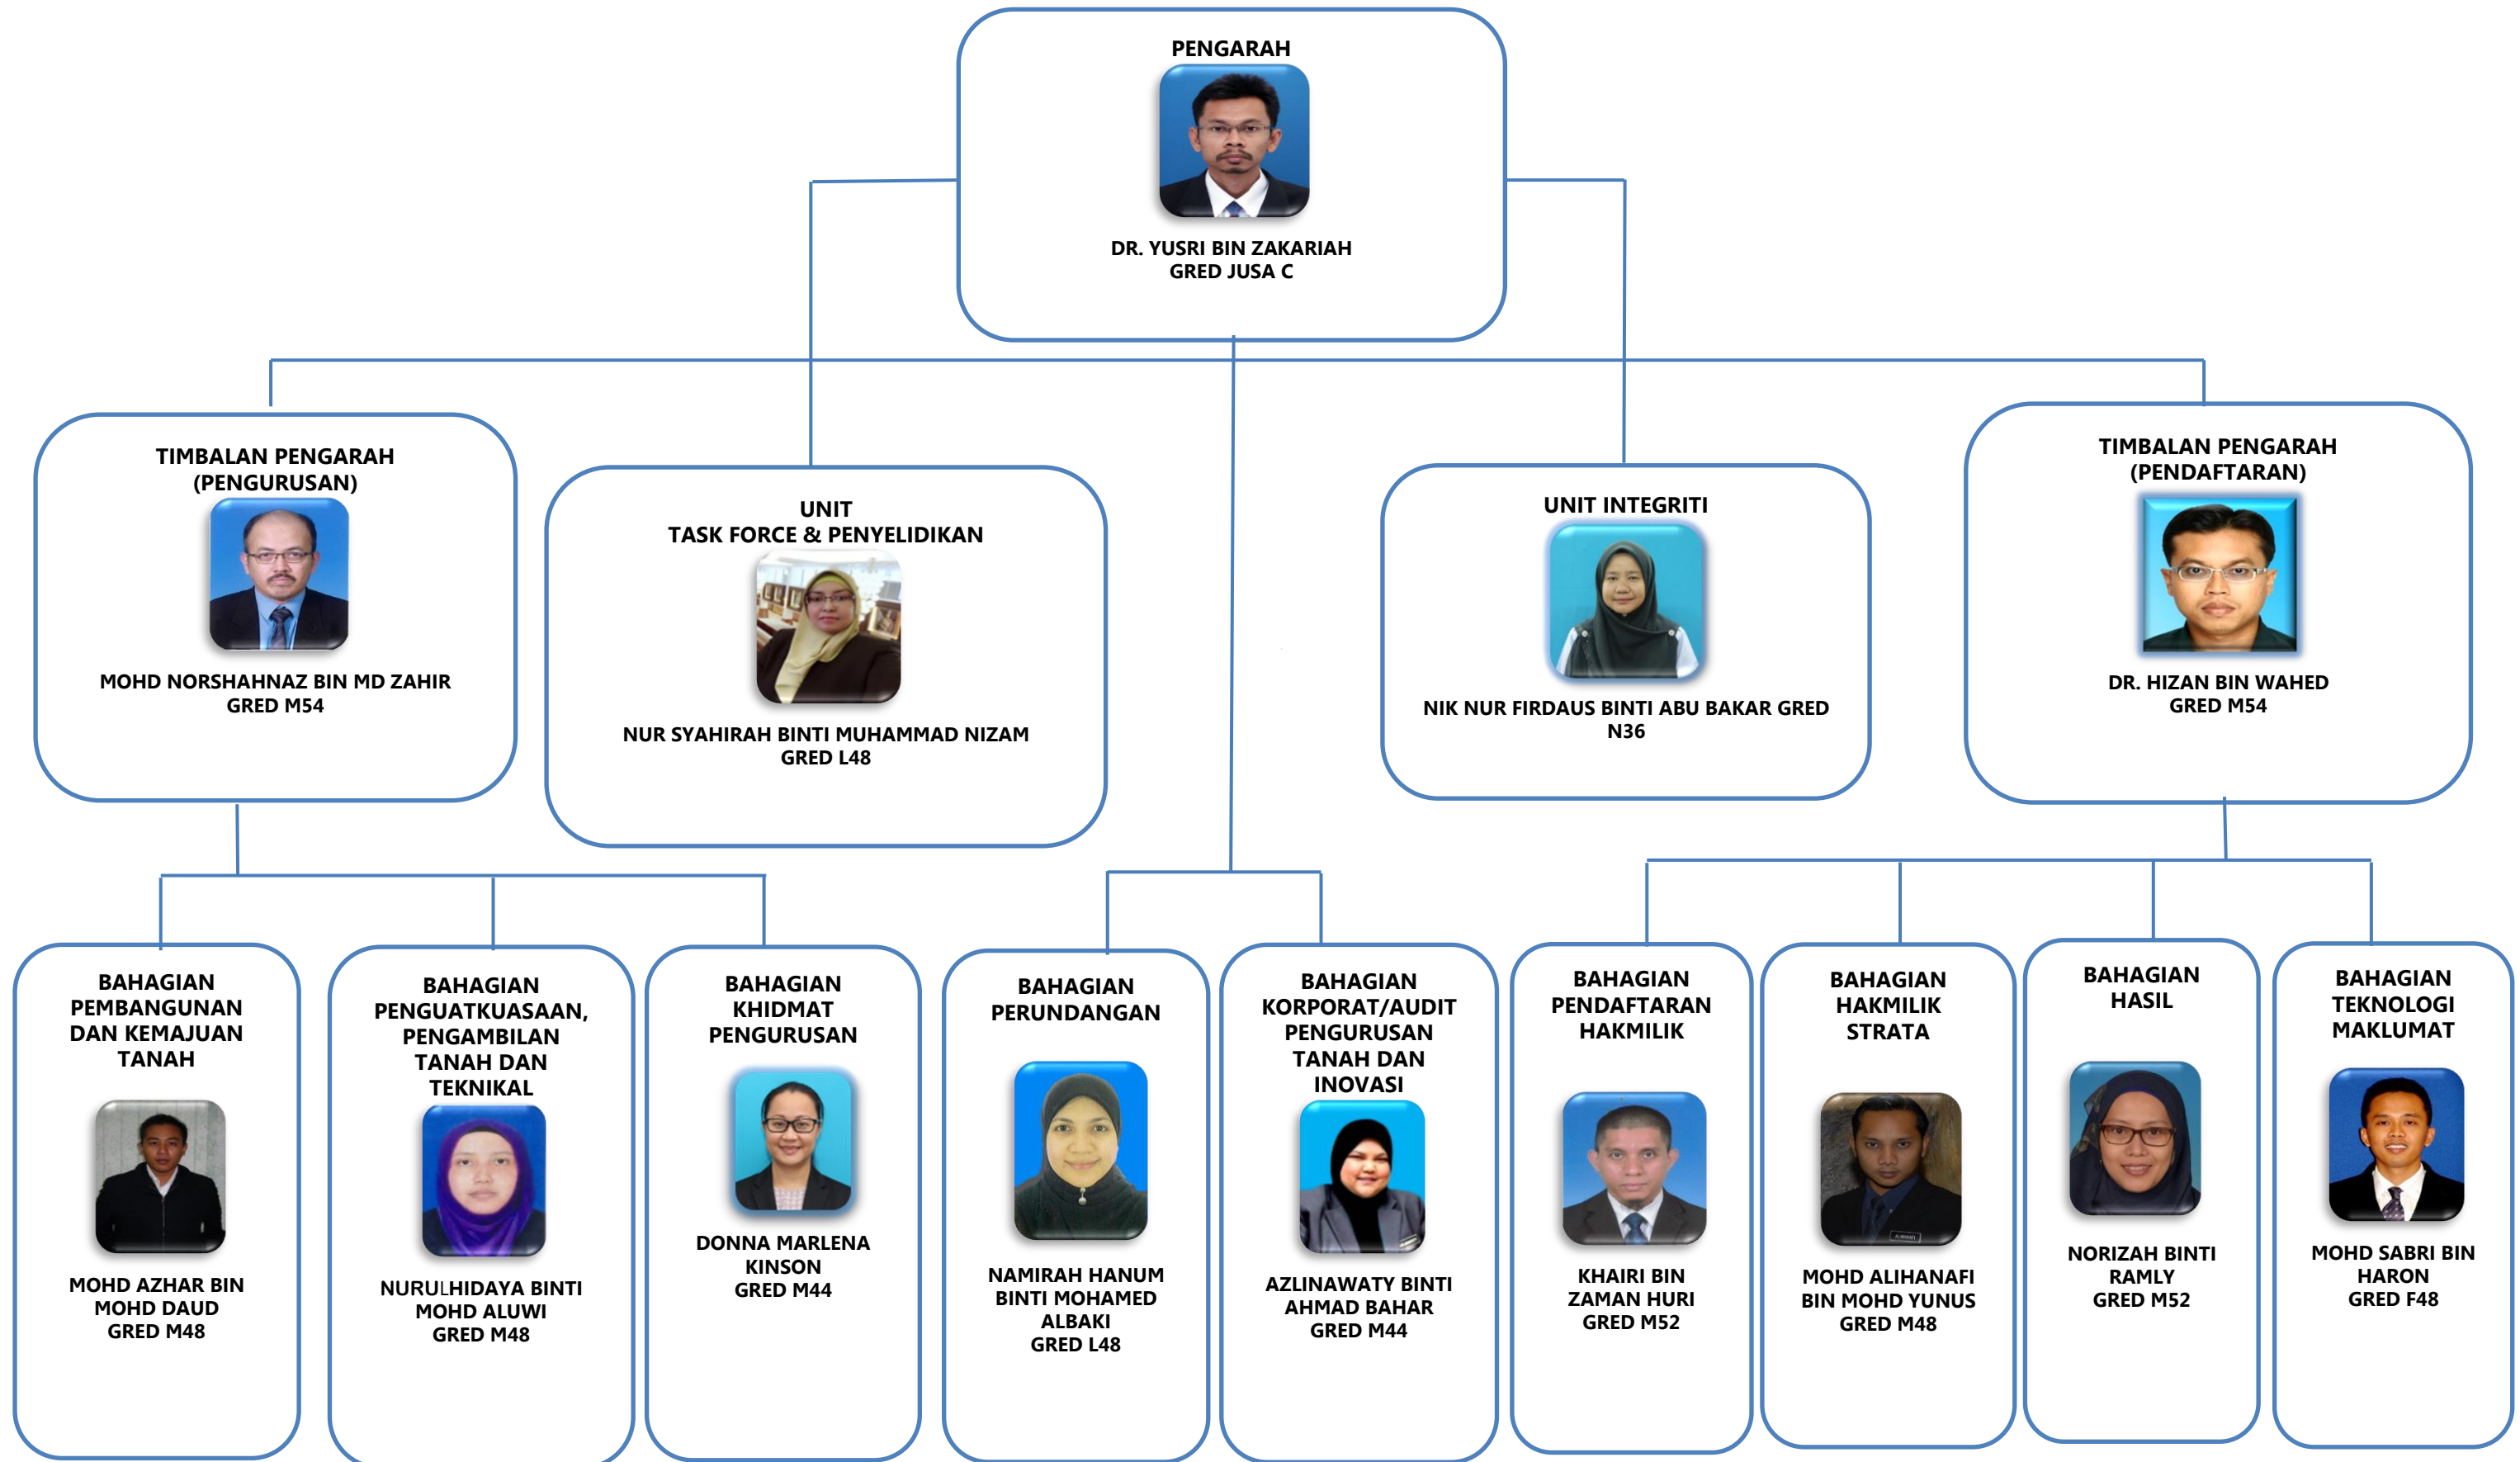 PENGARAH
DR. YUSRI BIN ZAKARIAH
GRED JUSA C
TIMBALAN PENGARAH
(PENGURUSAN)
MOHD NORSHAHNAZ BIN MD ZAHIR
GRED M54
UNIT
TASK FORCE & PENYELIDIKAN
NUR SYAHIRAH BINTI MUHAMMAD NIZAM
GRED L48
UNIT INTEGRITI
NIK NUR FIRDAUS BINTI ABU BAKAR GRED
N36
TIMBALAN PENGARAH
(PENDAFTARAN)
DR. HIZAN BIN WAHED
GRED M54
BAHAGIAN
PEMBANGUNAN
DAN KEMAJUAN
TANAH
MOHD AZHAR BIN
MOHD DAUD
GRED M48
BAHAGIAN
PENGUATKUASAAN,
PENGAMBILAN
TANAH DAN
TEKNIKAL
NURULHIDAYA BINTI
MOHD ALUWI
GRED M48
BAHAGIAN
KHIDMAT
PENGURUSAN
DONNA MARLENA
KINSON
GRED M44
BAHAGIAN
PERUNDANGAN
NAMIRAH HANUM
BINTI MOHAMED
ALBAKI
GRED L48
BAHAGIAN
KORPORAT/AUDIT
PENGURUSAN
TANAH DAN
INOVASI
AZLINAWATY BINTI
AHMAD BAHAR
GRED M44
BAHAGIAN
PENDAFTARAN
HAKMILIK
KHAIRI BIN
ZAMAN HURI
GRED M52
BAHAGIAN
HAKMILIK
STRATA
MOHD ALIHANAFI
BIN MOHD YUNUS
GRED M48
BAHAGIAN
HASIL
NORIZAH BINTI
RAMLY
GRED M52
BAHAGIAN
TEKNOLOGI
MAKLUMAT
MOHD SABRI BIN
HARON
GRED F48